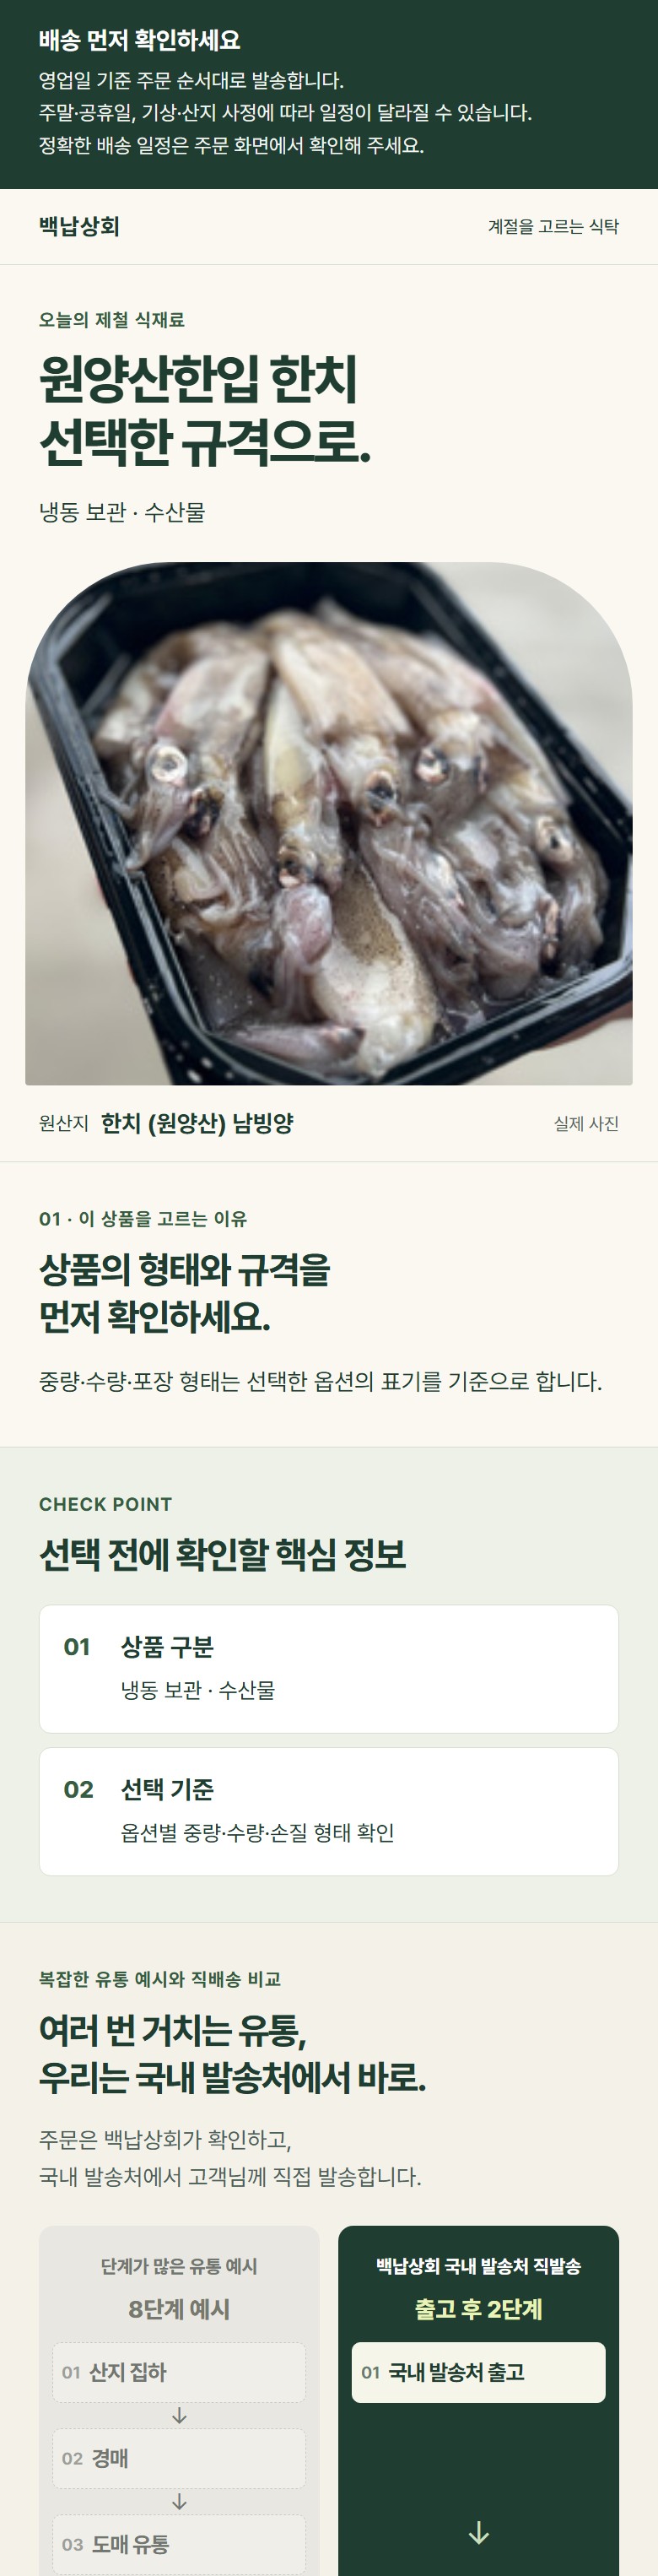 배송 먼저 확인하세요
영업일 기준 주문 순서대로 발송합니다.
주말·공휴일, 기상·산지 사정에 따라 일정이 달라질 수 있습니다.
정확한 배송 일정은 주문 화면에서 확인해 주세요.
백납상회
계절을 고르는 식탁
오늘의 제철 식재료
원양산한입 한치
선택한 규격으로.
냉동 보관 · 수산물
원산지 한치 (원양산) 남빙양
실제 사진
01 · 이 상품을 고르는 이유
상품의 형태와 규격을
먼저 확인하세요.
중량·수량·포장 형태는 선택한 옵션의 표기를 기준으로 합니다.
CHECK POINT
선택 전에 확인할 핵심 정보
01 상품 구분
냉동 보관 · 수산물
02 선택 기준
옵션별 중량·수량·손질 형태 확인
복잡한 유통 예시와 직배송 비교
여러 번 거치는 유통,
우리는 국내 발송처에서 바로.
주문은 백납상회가 확인하고,
국내 발송처에서 고객님께 직접 발송합니다.
단계가 많은 유통 예시
8단계 예시
01 산지 집하
↓
02 경매
↓
03 도매 유통
백납상회 국내 발송처 직발송
출고 후 2단계
01 국내 발송처 출고
↓